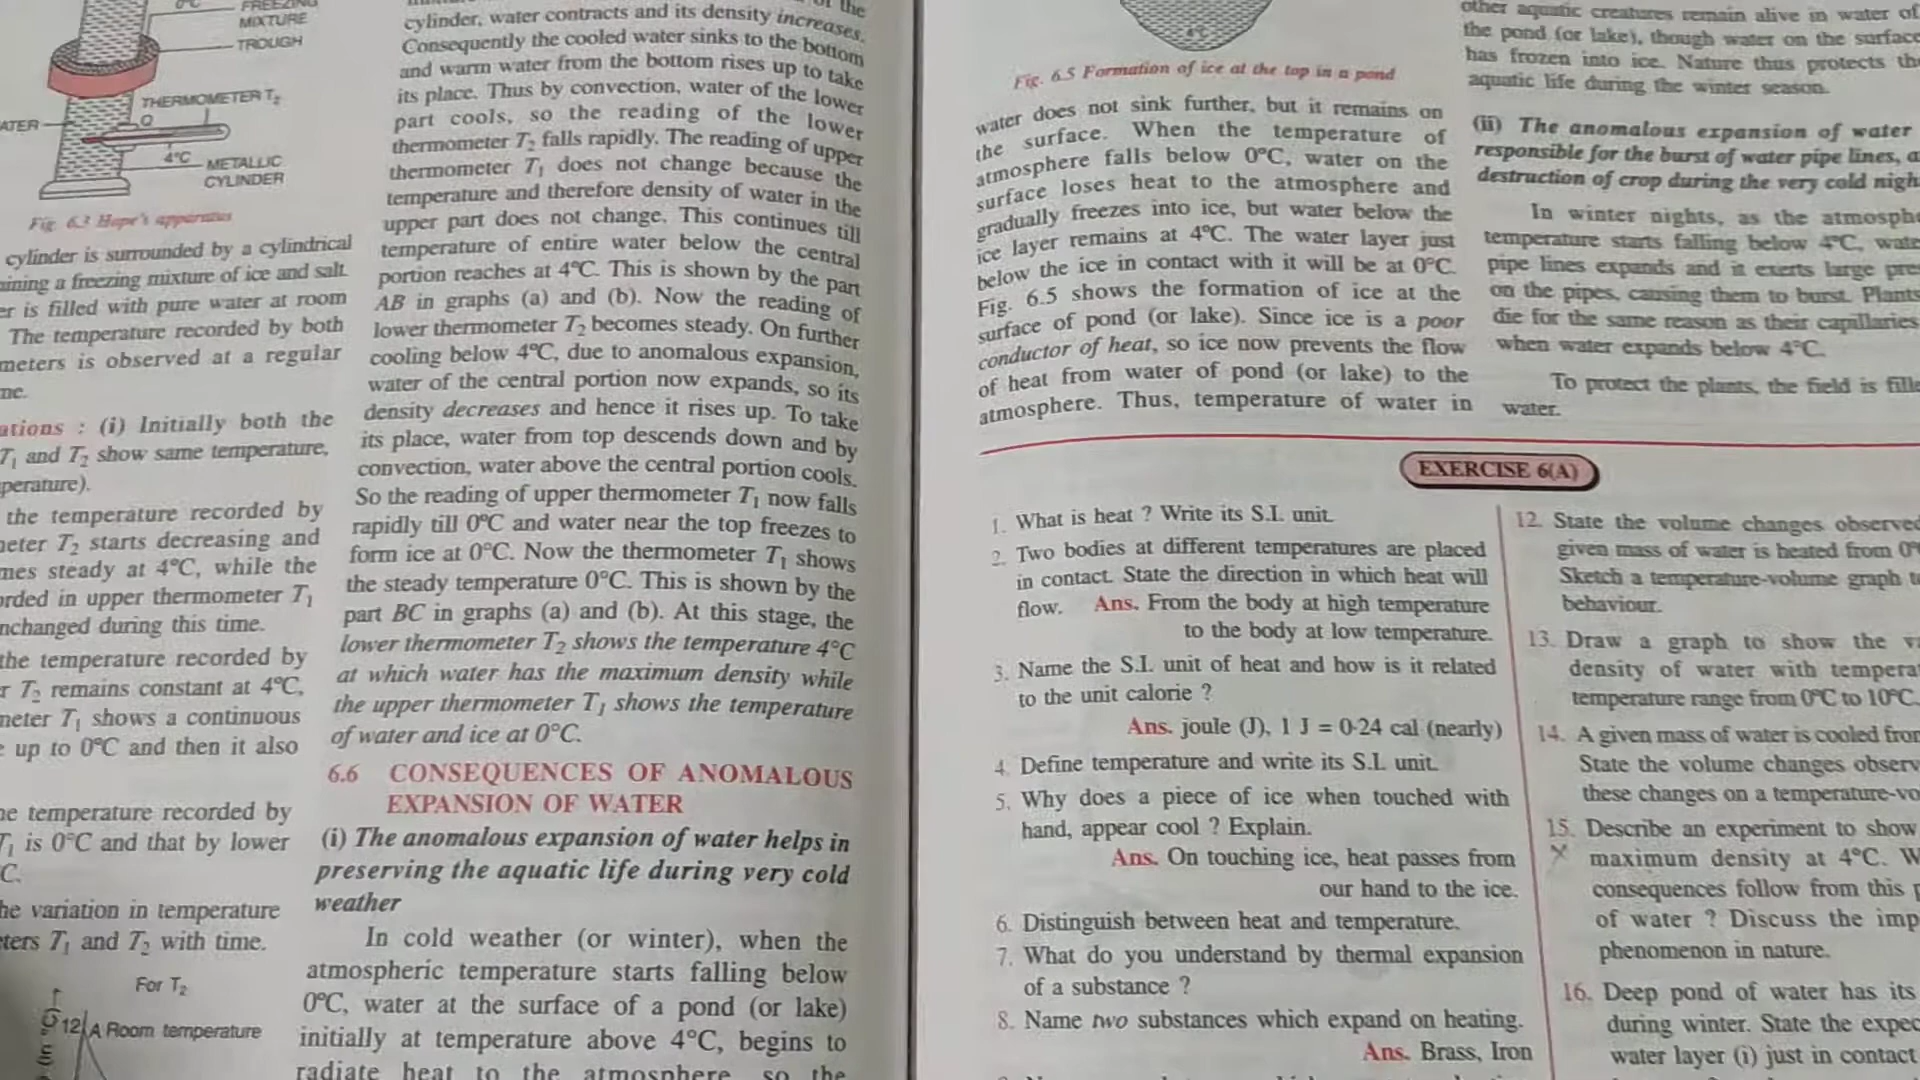 FREEZING
MIXTURE
TROUGH
THERMOMETER T2
4°C
METALLIC
CYLINDER
Fig. 6.3 Hope's apparatus
cylinder is surrounded by a cylindrical
a freezing mixture of ice and salt.
is filled with pure water at room
The temperature recorded by both
is observed at a regular
: (i) Initially both the
T1 and T2 show same temperature,
the temperature recorded by
T2 starts decreasing and
steady at 4°C, while the
in upper thermometer T1
during this time.
the temperature recorded by
T2 remains constant at 4°C,
T1 shows a continuous
up to 0°C and then it also
temperature recorded by
T1 is 0°C and that by lower
variation in temperature
T1 and T2 with time.
For T2
12 A Room temperature
the
cylinder, water contracts and its density increases.
Consequently the cooled water sinks to the bottom
and warm water from the bottom rises up to take
its place. Thus by convection, water of the lower
part cools, so the reading of the lower
thermometer T2 falls rapidly. The reading of upper
thermometer T1 does not change because the
temperature and therefore density of water in the
upper part does not change. This continues till
temperature of entire water below the central
portion reaches at 4°C. This is shown by the part
AB in graphs (a) and (b). Now the reading of
lower thermometer T2 becomes steady. On further
cooling below 4°C, due to anomalous expansion,
water of the central portion now expands, so its
density decreases and hence it rises up. To take
its place, water from top descends down and by
convection, water above the central portion cools.
So the reading of upper thermometer T1 now falls
rapidly till 0°C and water near the top freezes to
form ice at 0°C. Now the thermometer T1 shows
the steady temperature 0°C. This is shown by the
part BC in graphs (a) and (b). At this stage, the
lower thermometer T2 shows the temperature 4°C
at which water has the maximum density while
the upper thermometer T1 shows the temperature
of water and ice at 0°C.
6.6 CONSEQUENCES OF ANOMALOUS
EXPANSION OF WATER
(i) The anomalous expansion of water helps in
preserving the aquatic life during very cold
weather
In cold weather (or winter), when the
atmospheric temperature starts falling below
0°C, water at the surface of a pond (or lake)
initially at temperature above 4°C, begins to
radiate heat to the atmosphere, so the
4°C
Fig. 6.5 Formation of ice at the top in a pond
water does not sink further, but it remains on
the surface. When the temperature of
atmosphere falls below 0°C, water on the
surface loses heat to the atmosphere and
gradually freezes into ice, but water below the
ice layer remains at 4°C. The water layer just
below the ice in contact with it will be at 0°C.
Fig. 6.5 shows the formation of ice at the
surface of pond (or lake). Since ice is a poor
conductor of heat, so ice now prevents the flow
of heat from water of pond (or lake) to the
atmosphere. Thus, temperature of water in
other aquatic creatures remain alive in water of
the pond (or lake), though water on the surface
has frozen into ice. Nature thus protects the
aquatic life during the winter season.
(ii) The anomalous expansion of water
responsible for the burst of water pipe lines,
destruction of crop during the very cold
In winter nights, as the
temperature starts falling below 4°C,
pipe lines expands and it exerts large
on the pipes, causing them to burst. Plants
die for the same reason as their capillaries
when water expands below 4°C.
To protect the plants, the field is
water.
EXERCISE 6(A)
1. What is heat ? Write its S.I. unit.
2. Two bodies at different temperatures are placed
in contact. State the direction in which heat will
flow. Ans. From the body at high temperature
to the body at low temperature.
3. Name the S.I. unit of heat and how is it related
to the unit calorie ?
Ans. joule (J), 1 J = 0·24 cal (nearly)
4. Define temperature and write its S.I. unit.
5. Why does a piece of ice when touched with
hand, appear cool ? Explain.
Ans. On touching ice, heat passes from
our hand to the ice.
6. Distinguish between heat and temperature.
7. What do you understand by thermal expansion
of a substance ?
8. Name two substances which expand on heating.
Ans. Brass, Iron
12. State the volume changes observed
given mass of water is heated from
Sketch a temperature-volume graph
behaviour.
13. Draw a graph to show the
density of water with
temperature range from 0°C to 10°C.
14. A given mass of water is cooled from
State the volume changes
these changes on a
15. Describe an experiment to show
maximum density at 4°C.
consequences follow from this
of water ? Discuss the
phenomenon in nature.
16. Deep pond of water has its
during winter. State the
water layer (i) just in contact